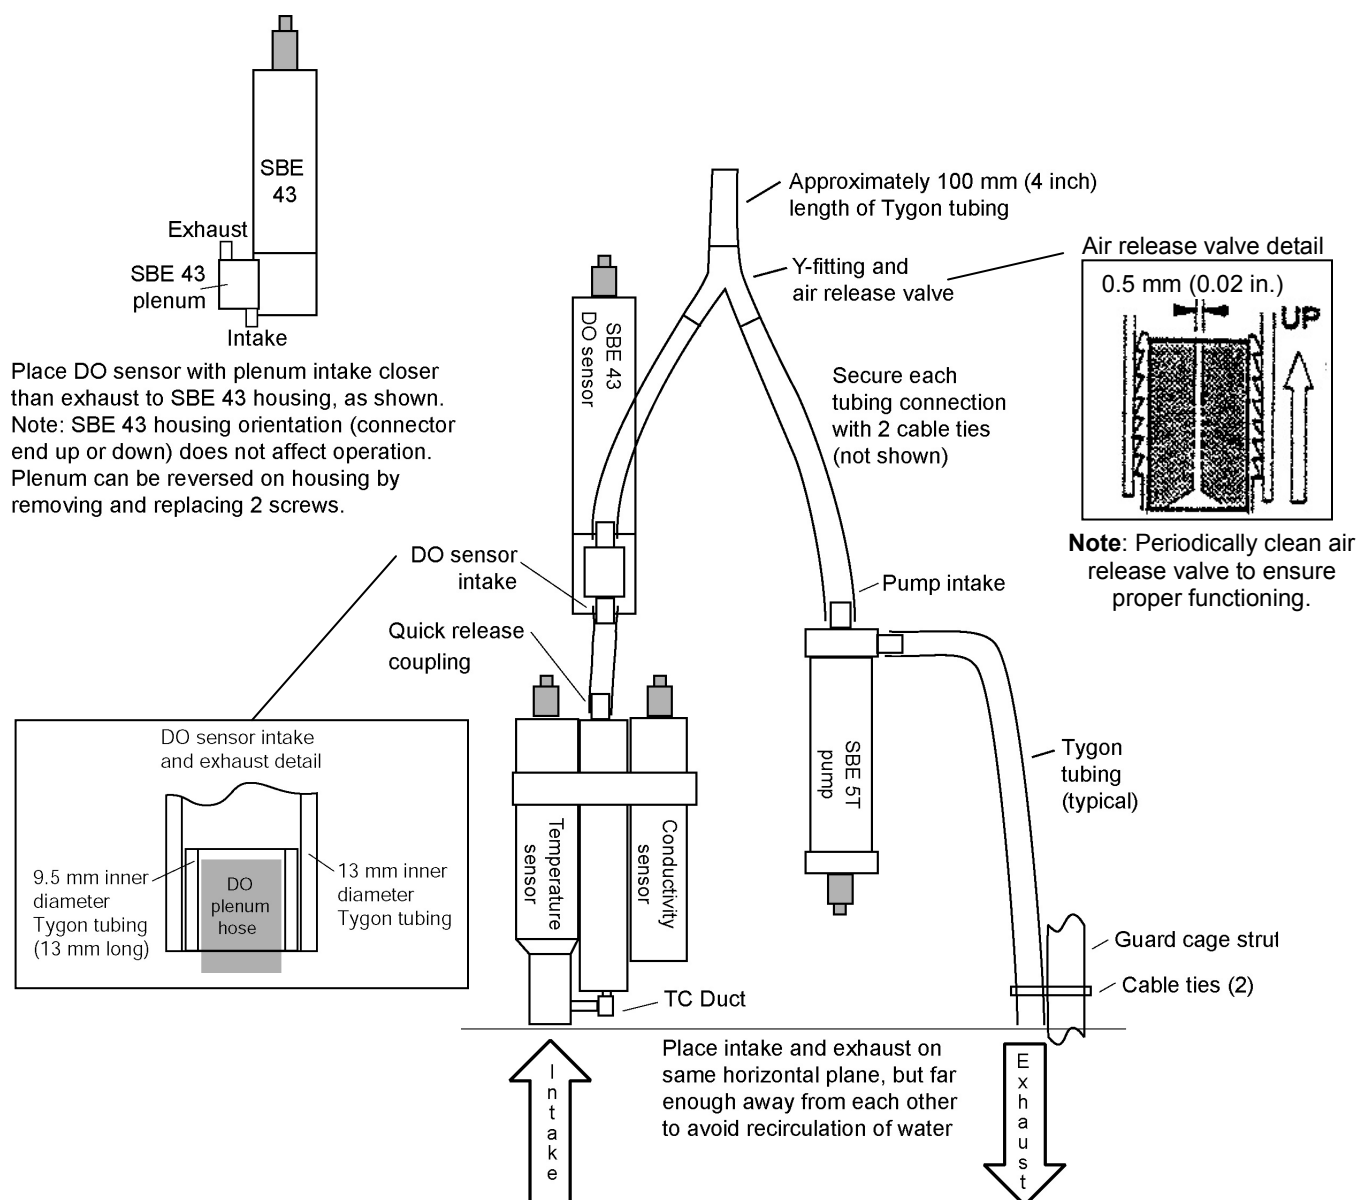 SBE
43
Exhaust
SBE 43
plenum
Intake
Place DO sensor with plenum intake closer
than exhaust to SBE 43 housing, as shown.
Note: SBE 43 housing orientation (connector
end up or down) does not affect operation.
Plenum can be reversed on housing by
removing and replacing 2 screws.
Approximately 100 mm (4 inch)
length of Tygon tubing
Y-fitting and
air release valve
Air release valve detail
0.5 mm (0.02 in.)
UP
Note: Periodically clean air
release valve to ensure
proper functioning.
SBE 43
DO sensor
Secure each
tubing connection
with 2 cable ties
(not shown)
DO sensor
intake
Quick release
coupling
Pump intake
DO sensor intake
and exhaust detail
9.5 mm inner
diameter
Tygon tubing
(13 mm long)
DO
plenum
hose
13 mm inner
diameter
Tygon tubing
Temperature
sensor
Conductivity
sensor
SBE 5T
pump
Tygon
tubing
(typical)
Guard cage strut
Cable ties (2)
TC Duct
Place intake and exhaust on
same horizontal plane, but far
enough away from each other
to avoid recirculation of water
Intake
Exhaust